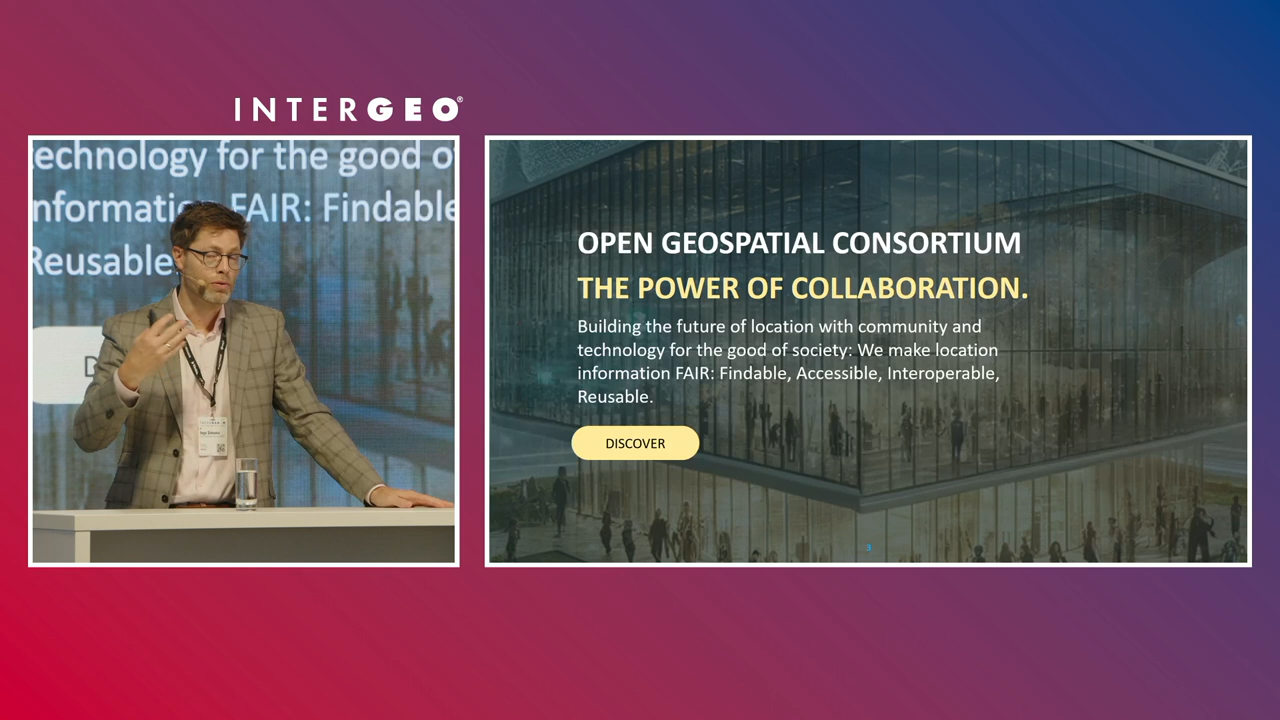 INTERGEO®
echnology for the good o
nformatio FAIR: Findable
Reusable
D
OPEN GEOSPATIAL CONSORTIUM
THE POWER OF COLLABORATION.
Building the future of location with community and
technology for the good of society: We make location
information FAIR: Findable, Accessible, Interoperable,
Reusable.
DISCOVER
3